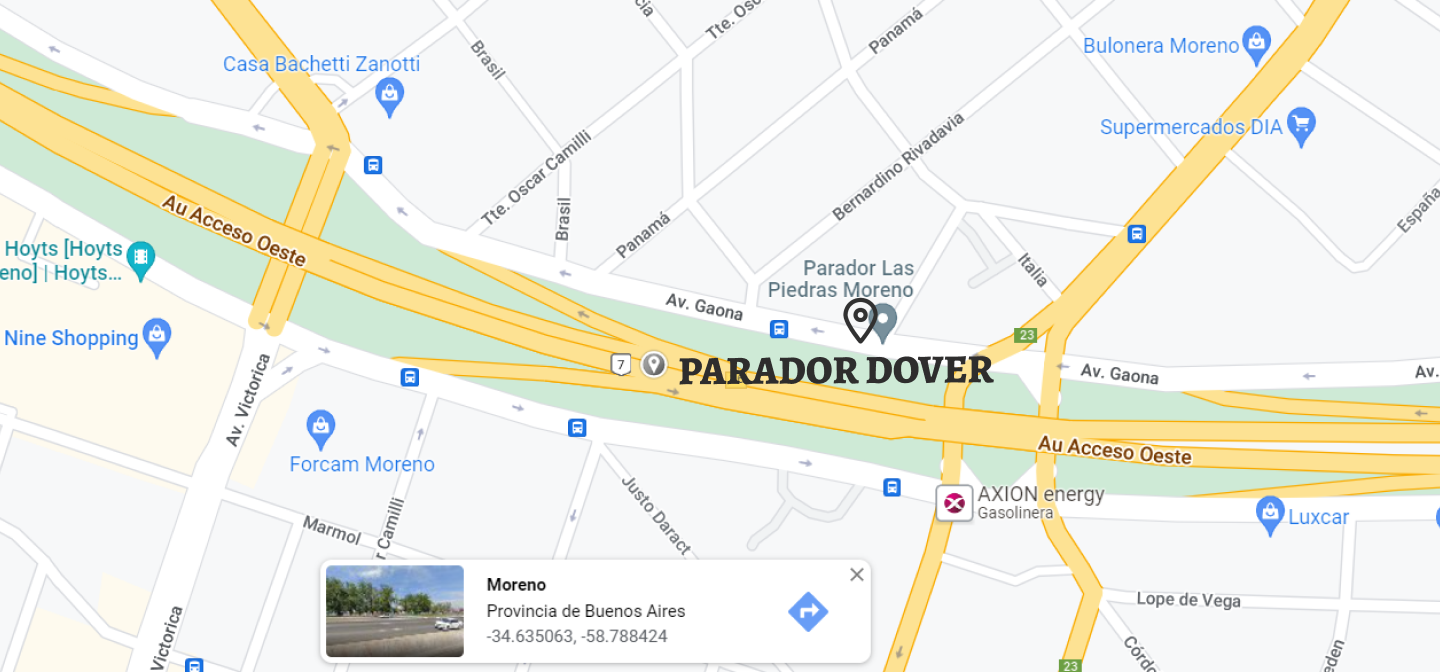 Tte. Osc
Panamá
Bulonera Moreno
Casa Bachetti Zanotti
Brasil
Supermercados DIA
Tte. Oscar Camilli
Bernardino Rivadavia
Au Acceso Oeste
Brasil
Panamá
España
Hoyts [Hoyts
eno] | Hoyts...
Parador Las
Piedras Moreno
Italia
Av. Gaona
23
Nine Shopping
7
PARADOR DOVER
Av. Gaona
Av.
Av. Victorica
Au Acceso Oeste
Forcam Moreno
AXION energy
Gasolinera
Luxcar
Justo Daract
Marmol
r Camilli
Moreno
Provincia de Buenos Aires
-34.635063, -58.788424
Lope de Vega
Victorica
Córdo
eden
23